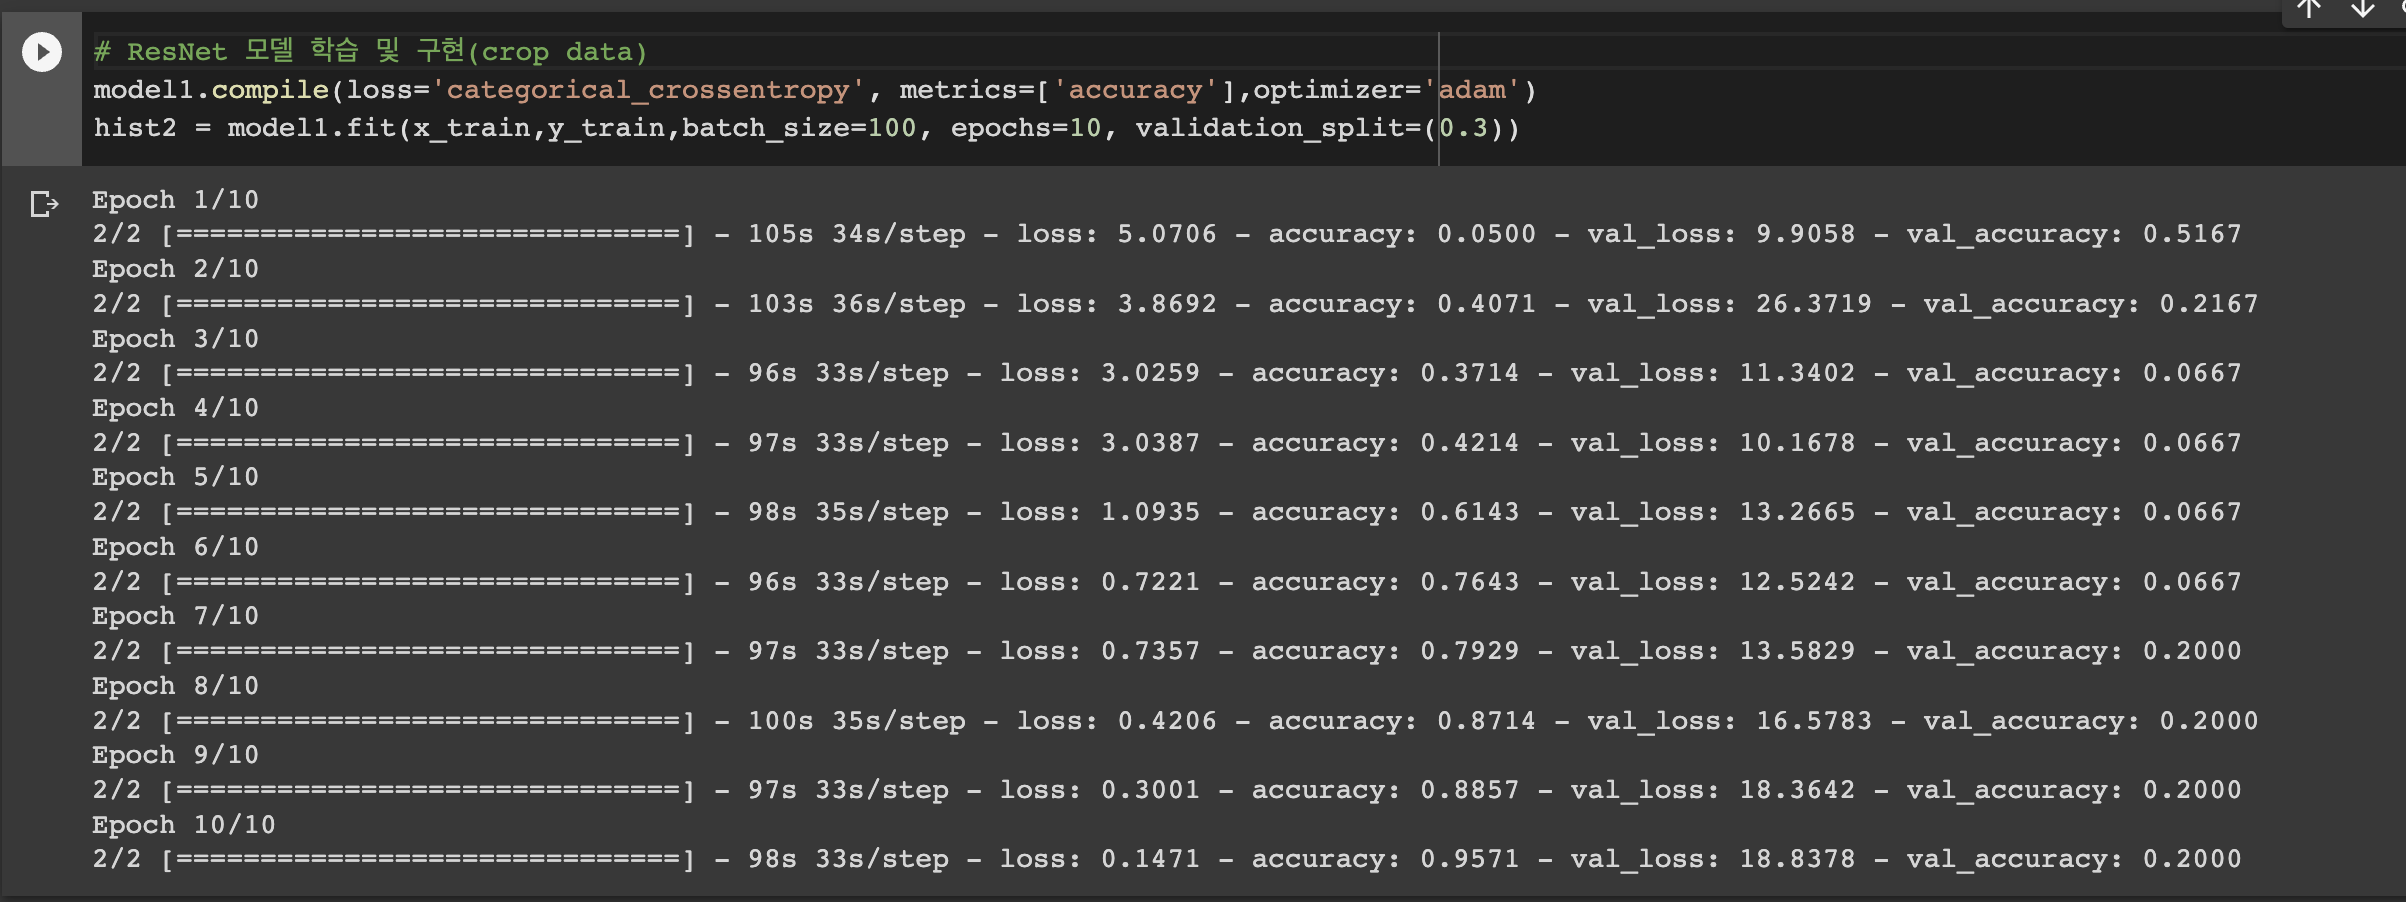 # ResNet 모델 학습 및 구현(crop data)
model1.compile(loss='categorical_crossentropy', metrics=['accuracy'],optimizer='adam')
hist2 = model1.fit(x_train,y_train,batch_size=100, epochs=10, validation_split=(0.3))
Epoch 1/10
2/2 [==============================] - 105s 34s/step - loss: 5.0706 - accuracy: 0.0500 - val_loss: 9.9058 - val_accuracy: 0.5167
Epoch 2/10
2/2 [==============================] - 103s 36s/step - loss: 3.8692 - accuracy: 0.4071 - val_loss: 26.3719 - val_accuracy: 0.2167
Epoch 3/10
2/2 [==============================] - 96s 33s/step - loss: 3.0259 - accuracy: 0.3714 - val_loss: 11.3402 - val_accuracy: 0.0667
Epoch 4/10
2/2 [==============================] - 97s 33s/step - loss: 3.0387 - accuracy: 0.4214 - val_loss: 10.1678 - val_accuracy: 0.0667
Epoch 5/10
2/2 [==============================] - 98s 35s/step - loss: 1.0935 - accuracy: 0.6143 - val_loss: 13.2665 - val_accuracy: 0.0667
Epoch 6/10
2/2 [==============================] - 96s 33s/step - loss: 0.7221 - accuracy: 0.7643 - val_loss: 12.5242 - val_accuracy: 0.0667
Epoch 7/10
2/2 [==============================] - 97s 33s/step - loss: 0.7357 - accuracy: 0.7929 - val_loss: 13.5829 - val_accuracy: 0.2000
Epoch 8/10
2/2 [==============================] - 100s 35s/step - loss: 0.4206 - accuracy: 0.8714 - val_loss: 16.5783 - val_accuracy: 0.2000
Epoch 9/10
2/2 [==============================] - 97s 33s/step - loss: 0.3001 - accuracy: 0.8857 - val_loss: 18.3642 - val_accuracy: 0.2000
Epoch 10/10
2/2 [==============================] - 98s 33s/step - loss: 0.1471 - accuracy: 0.9571 - val_loss: 18.8378 - val_accuracy: 0.2000